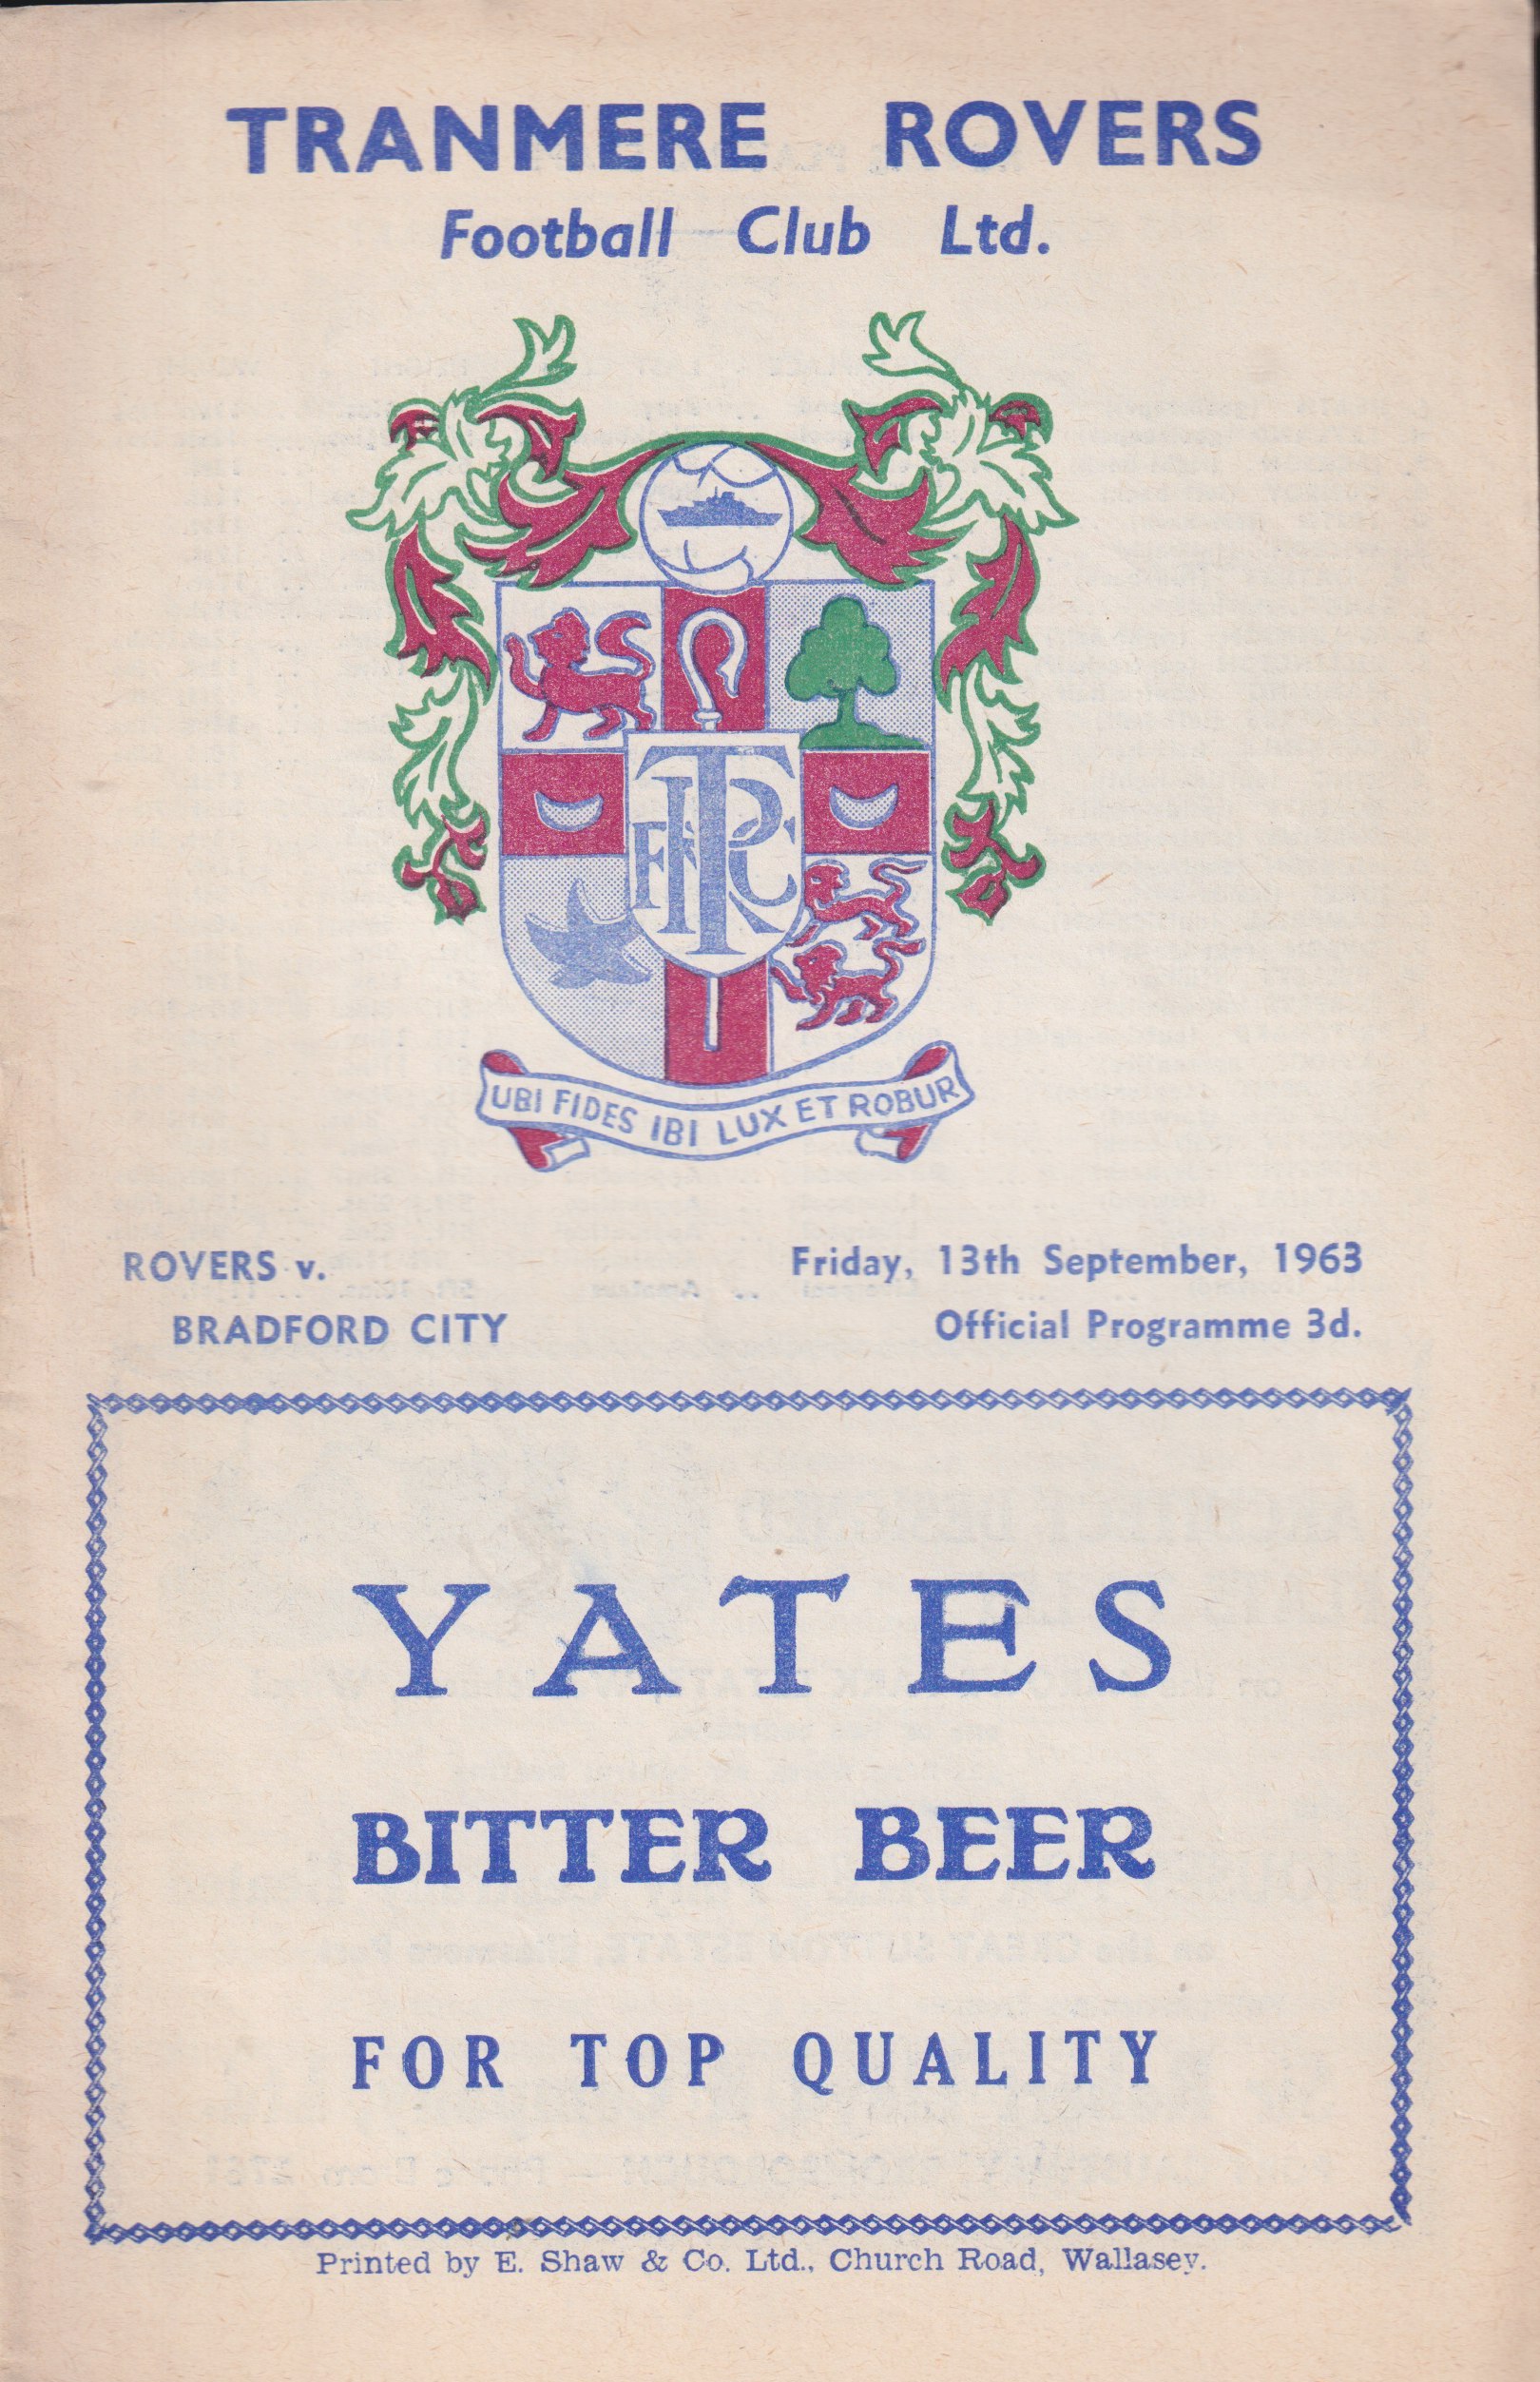 TRANMERE ROVERS
Football Club Ltd.
TRFC
UBI FIDES IBI LUX ET ROBUR
ROVERS v.
BRADFORD CITY
Friday, 13th September, 1963
Official Programme 3d.
YATES
BITTER BEER
FOR TOP QUALITY
Printed by E. Shaw & Co. Ltd., Church Road, Wallasey.